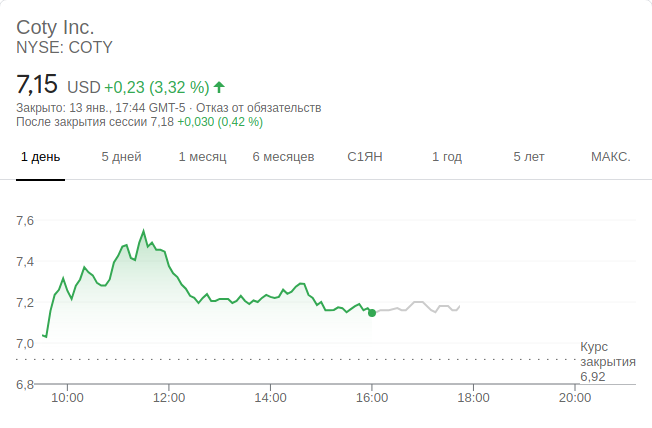 Coty Inc.
NYSE: COTY
7,15 USD +0,23 (3,32 %)
Закрыто: 13 янв., 17:44 GMT-5 · Отказ от обязательств
После закрытия сессии 7,18 +0,030 (0,42 %)
1 день 5 дней 1 месяц 6 месяцев С1ЯН 1 год 5 лет МАКС.
7,6
7,4
7,2
7,0
6,8
Курс
закрытия
6,92
10:00 12:00 14:00 16:00 18:00 20:00